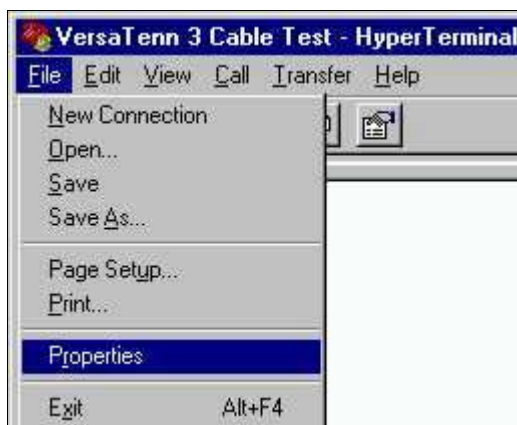 VersaTenn 3 Cable Test - HyperTerminal
File Edit View Call Transfer Help
New Connection
Open...
Save
Save As...
Page Setup...
Print...
Properties
Exit Alt+F4